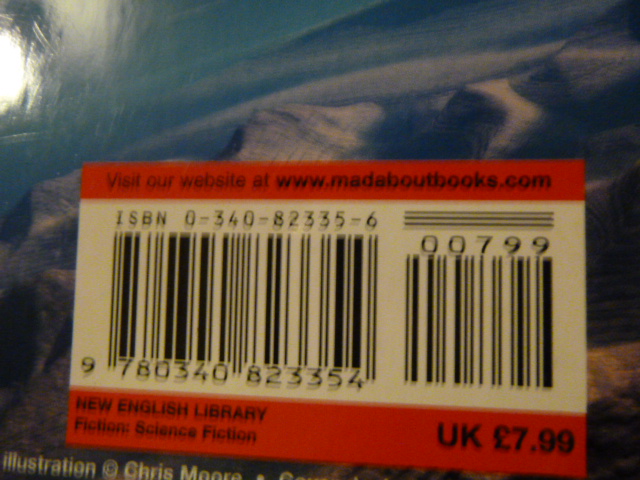 Visit our website at www.madaboutbooks.com
ISBN 0-340-82335-6
00799
9 780340 823354
NEW ENGLISH LIBRARY
Fiction: Science Fiction
UK £7.99
illustration © Chris Moore •